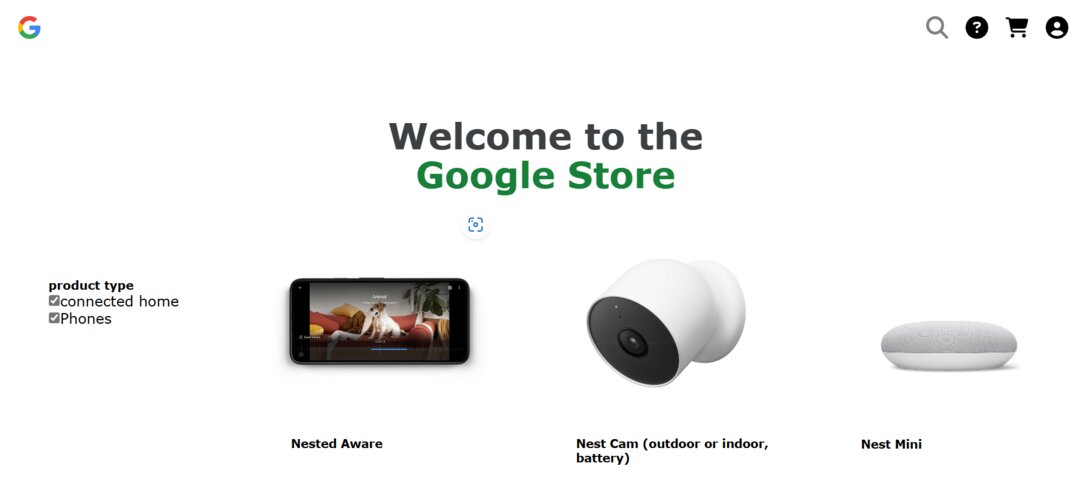 Welcome to the
Google Store
product type
connected home
Phones
Animal
Nested Aware
Nest Cam (outdoor or indoor,
battery)
Nest Mini